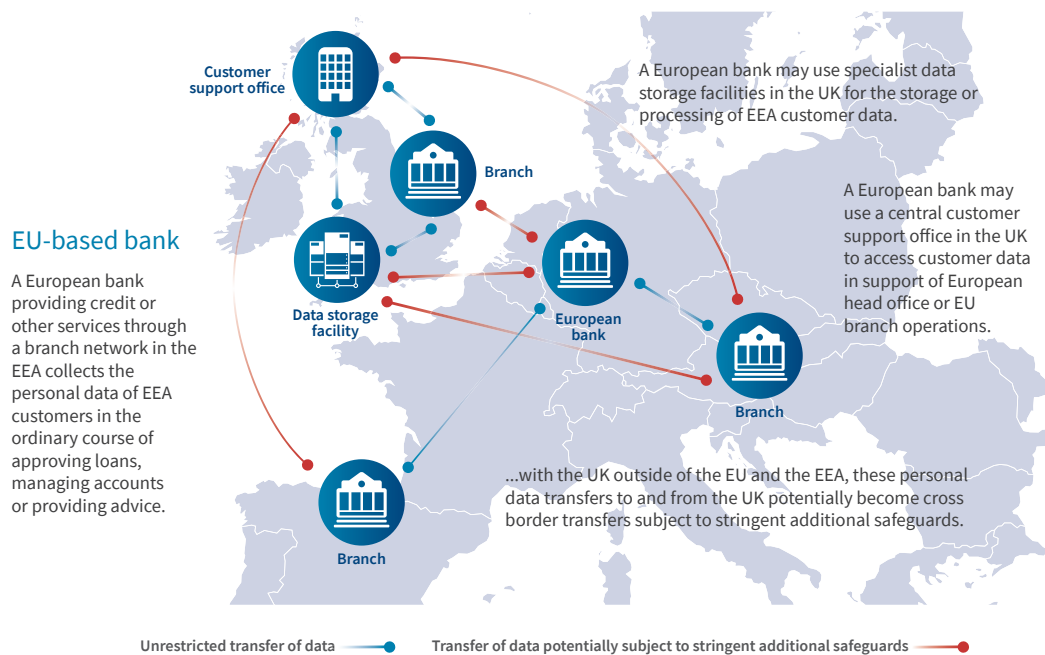 Customer
support office
A European bank may use specialist data
storage facilities in the UK for the storage or
processing of EEA customer data.
Branch
A European bank may
use a central customer
support office in the UK
to access customer data
in support of European
head office or EU
branch operations.
EU-based bank
A European bank
providing credit or
other services through
a branch network in the
EEA collects the
personal data of EEA
customers in the
ordinary course of
approving loans,
managing accounts
or providing advice.
Data storage
facility
European
bank
Branch
...with the UK outside of the EU and the EEA, these personal
data transfers to and from the UK potentially become cross
border transfers subject to stringent additional safeguards.
Branch
Unrestricted transfer of data
Transfer of data potentially subject to stringent additional safeguards